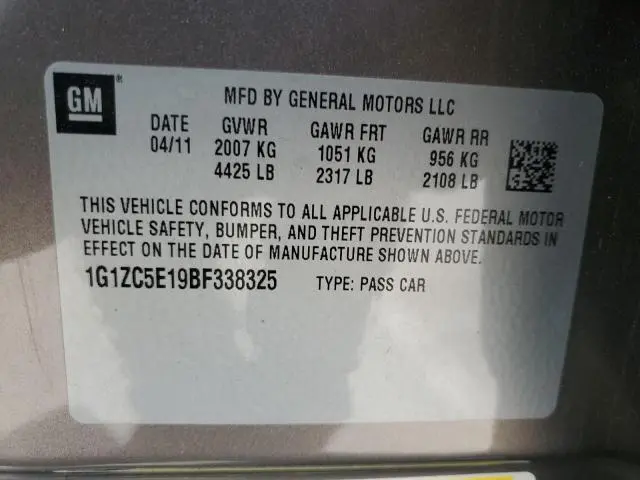 GM®
MFD BY GENERAL MOTORS LLC
DATE GVWR GAWR FRT GAWR RR
04/11 2007 KG 1051 KG 956 KG
4425 LB 2317 LB 2108 LB
THIS VEHICLE CONFORMS TO ALL APPLICABLE U.S. FEDERAL MOTOR
VEHICLE SAFETY, BUMPER, AND THEFT PREVENTION STANDARDS IN
EFFECT ON THE DATE OF MANUFACTURE SHOWN ABOVE.
1G1ZC5E19BF338325 TYPE: PASS CAR